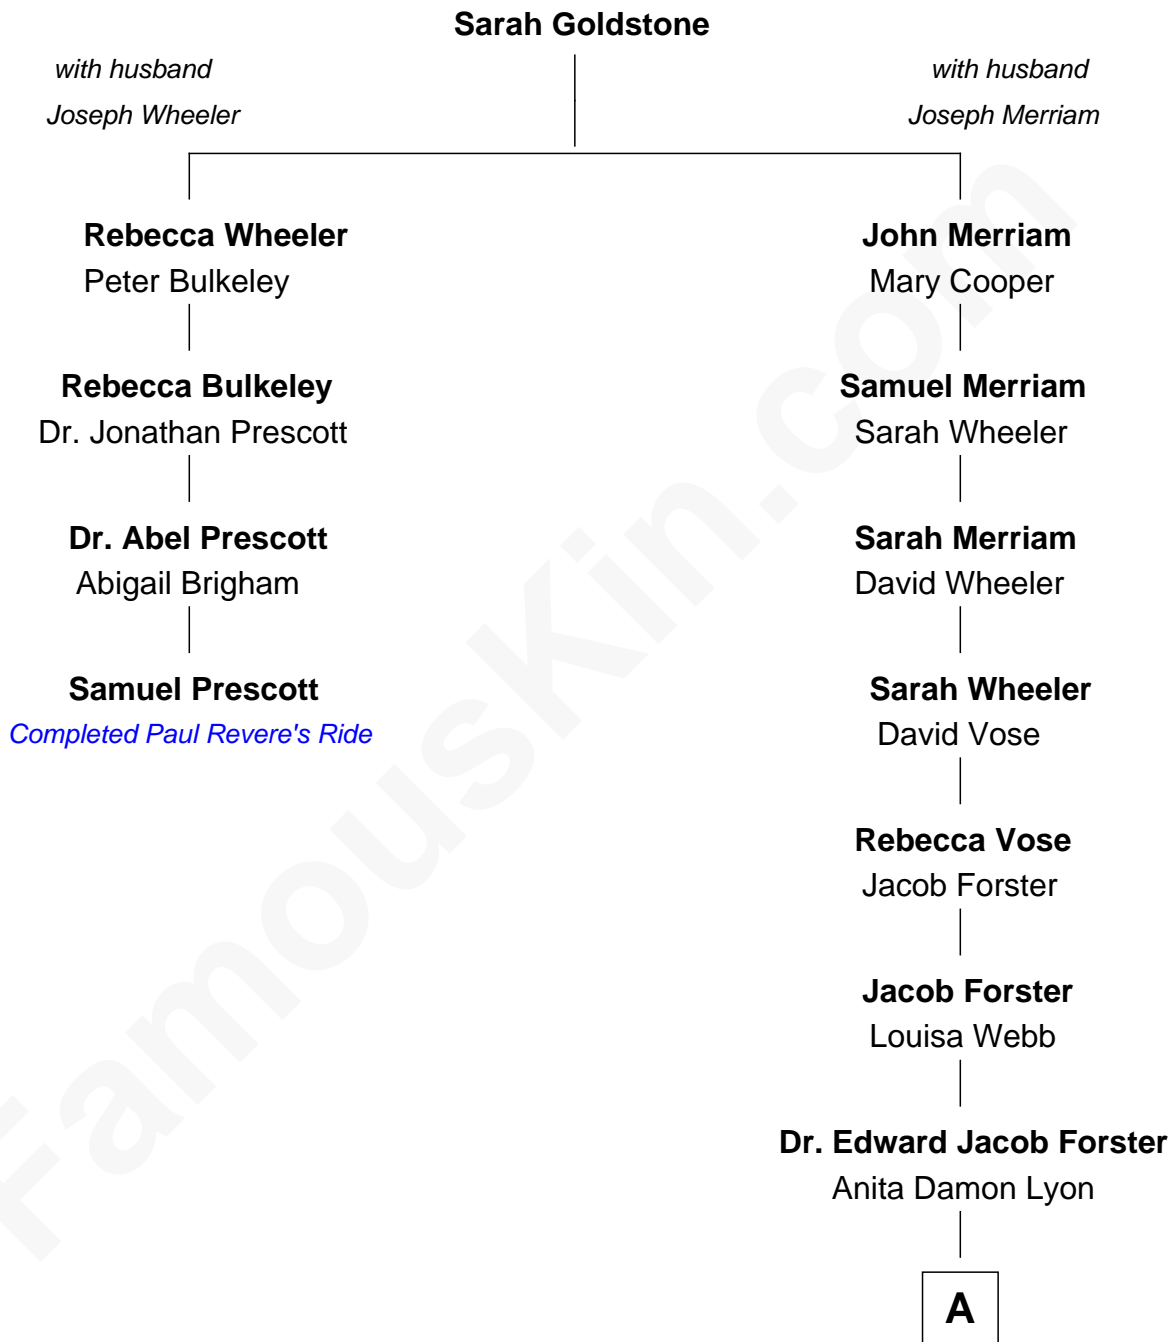 Sarah Goldstone
with husband
Joseph Wheeler
with husband
Joseph Merriam
Rebecca Wheeler
Peter Bulkeley
John Merriam
Mary Cooper
Rebecca Bulkeley
Dr. Jonathan Prescott
Samuel Merriam
Sarah Wheeler
Dr. Abel Prescott
Abigail Brigham
Sarah Merriam
David Wheeler
Samuel Prescott
Completed Paul Revere's Ride
Sarah Wheeler
David Vose
Rebecca Vose
Jacob Forster
Jacob Forster
Louisa Webb
Dr. Edward Jacob Forster
Anita Damon Lyon
A
FamousKin.com